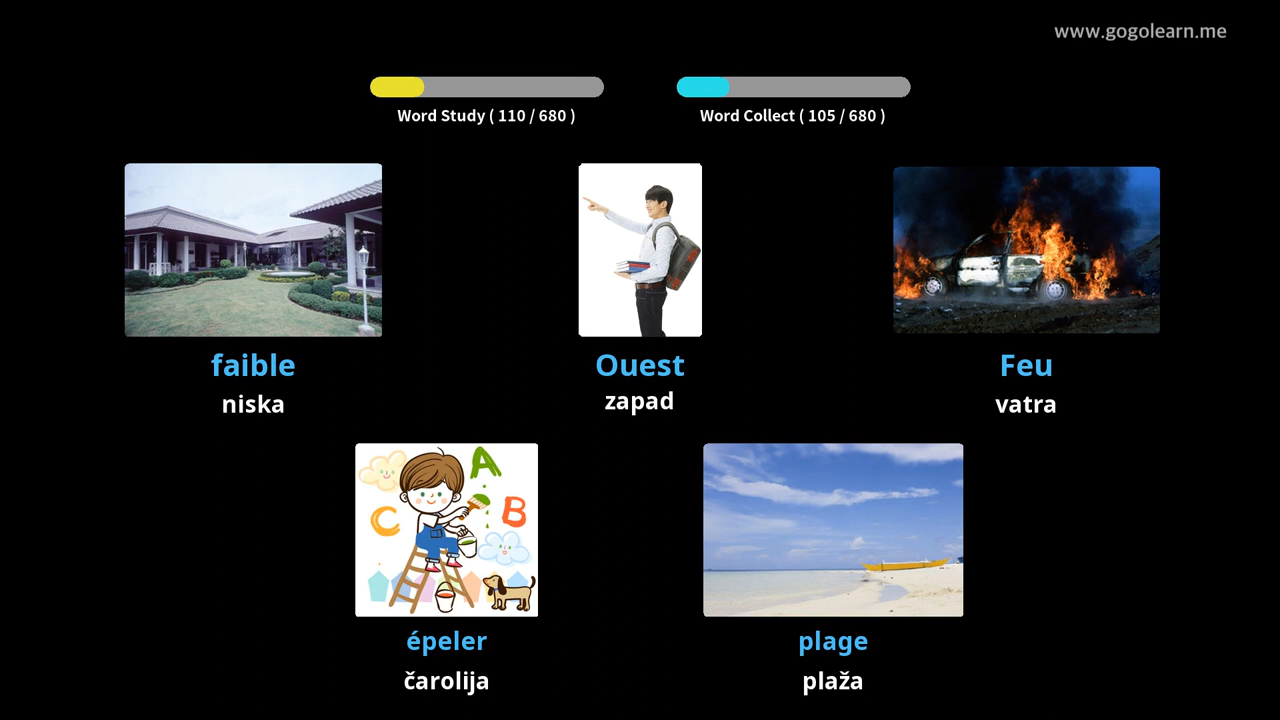 www.gogolearn.me
Word Study ( 110 / 680 )
Word Collect ( 105 / 680 )
faible
niska
Ouest
zapad
Feu
vatra
A
B
C
épeler
čarolija
plage
plaža